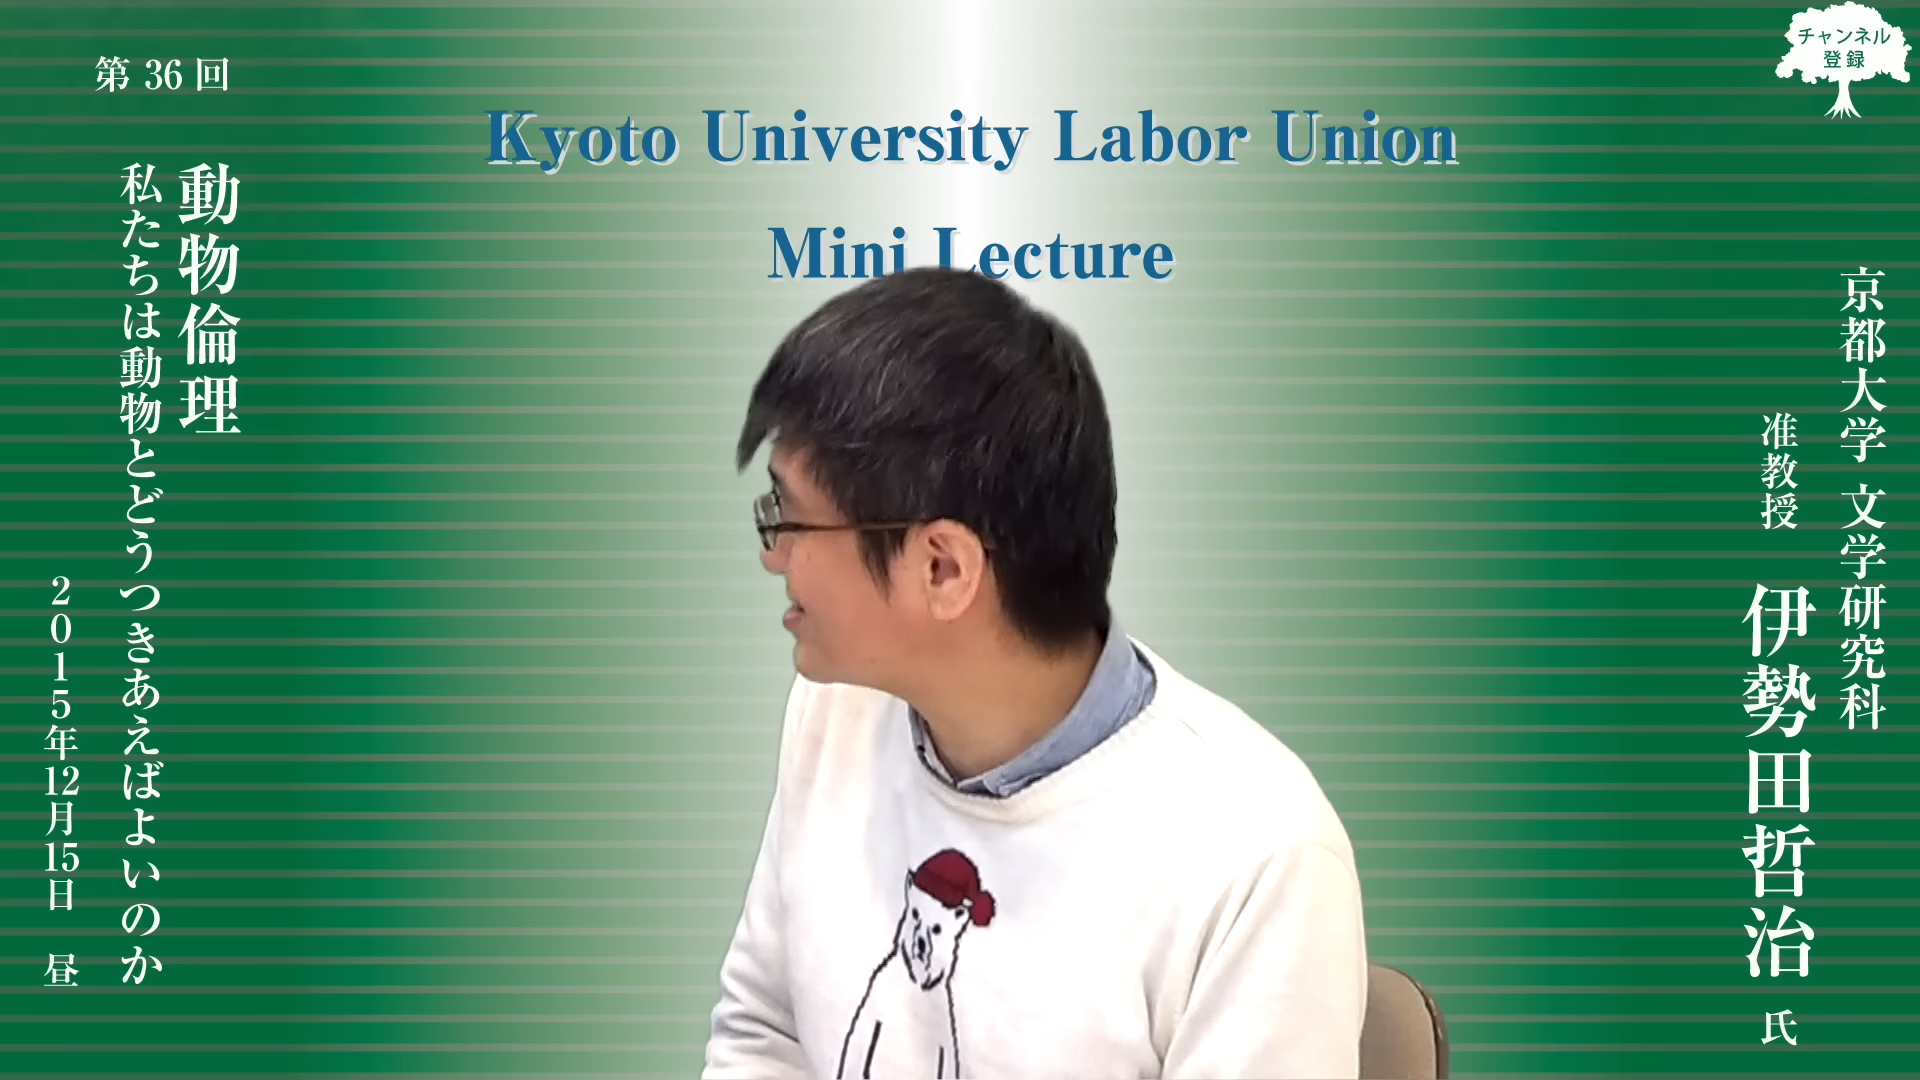 第 36 回
Kyoto University Labor Union
Mini Lecture
チャンネル
登録
動物倫理
私たちは動物とどうつきあえばよいのか
2015年12月15日 昼
京都大学 文学研究科
准教授 伊勢田哲治 氏